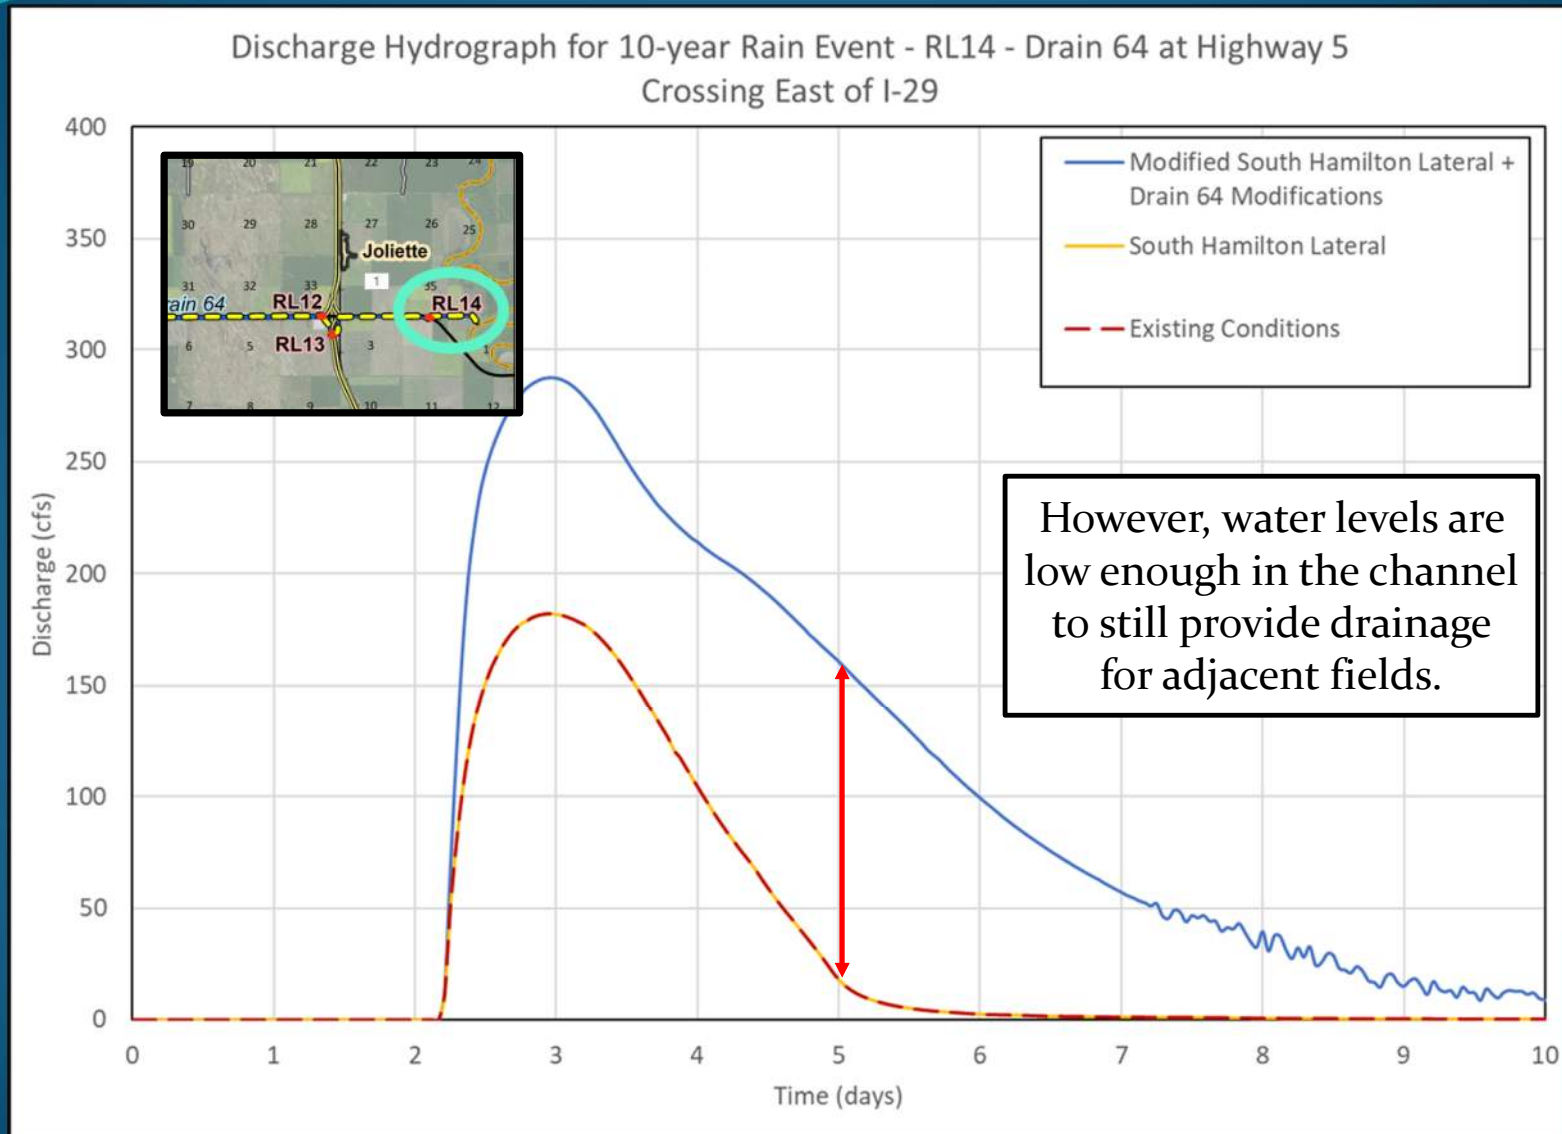 Discharge Hydrograph for 10-year Rain Event - RL14 - Drain 64 at Highway 5
Crossing East of I-29
400
350
300
250
200
150
100
50
0
Discharge (cfs)
0 1 2 3 4 5 6 7 8 9 10
Time (days)
Modified South Hamilton Lateral +
Drain 64 Modifications
South Hamilton Lateral
Existing Conditions
However, water levels are
low enough in the channel
to still provide drainage
for adjacent fields.
19 20 21 22 23 24
30 29 28 27 26 25
Joliette
31 32 33 1 35
ain 64 RL12 RL14
6 5 RL13 3 1
7 8 9 10 11 12